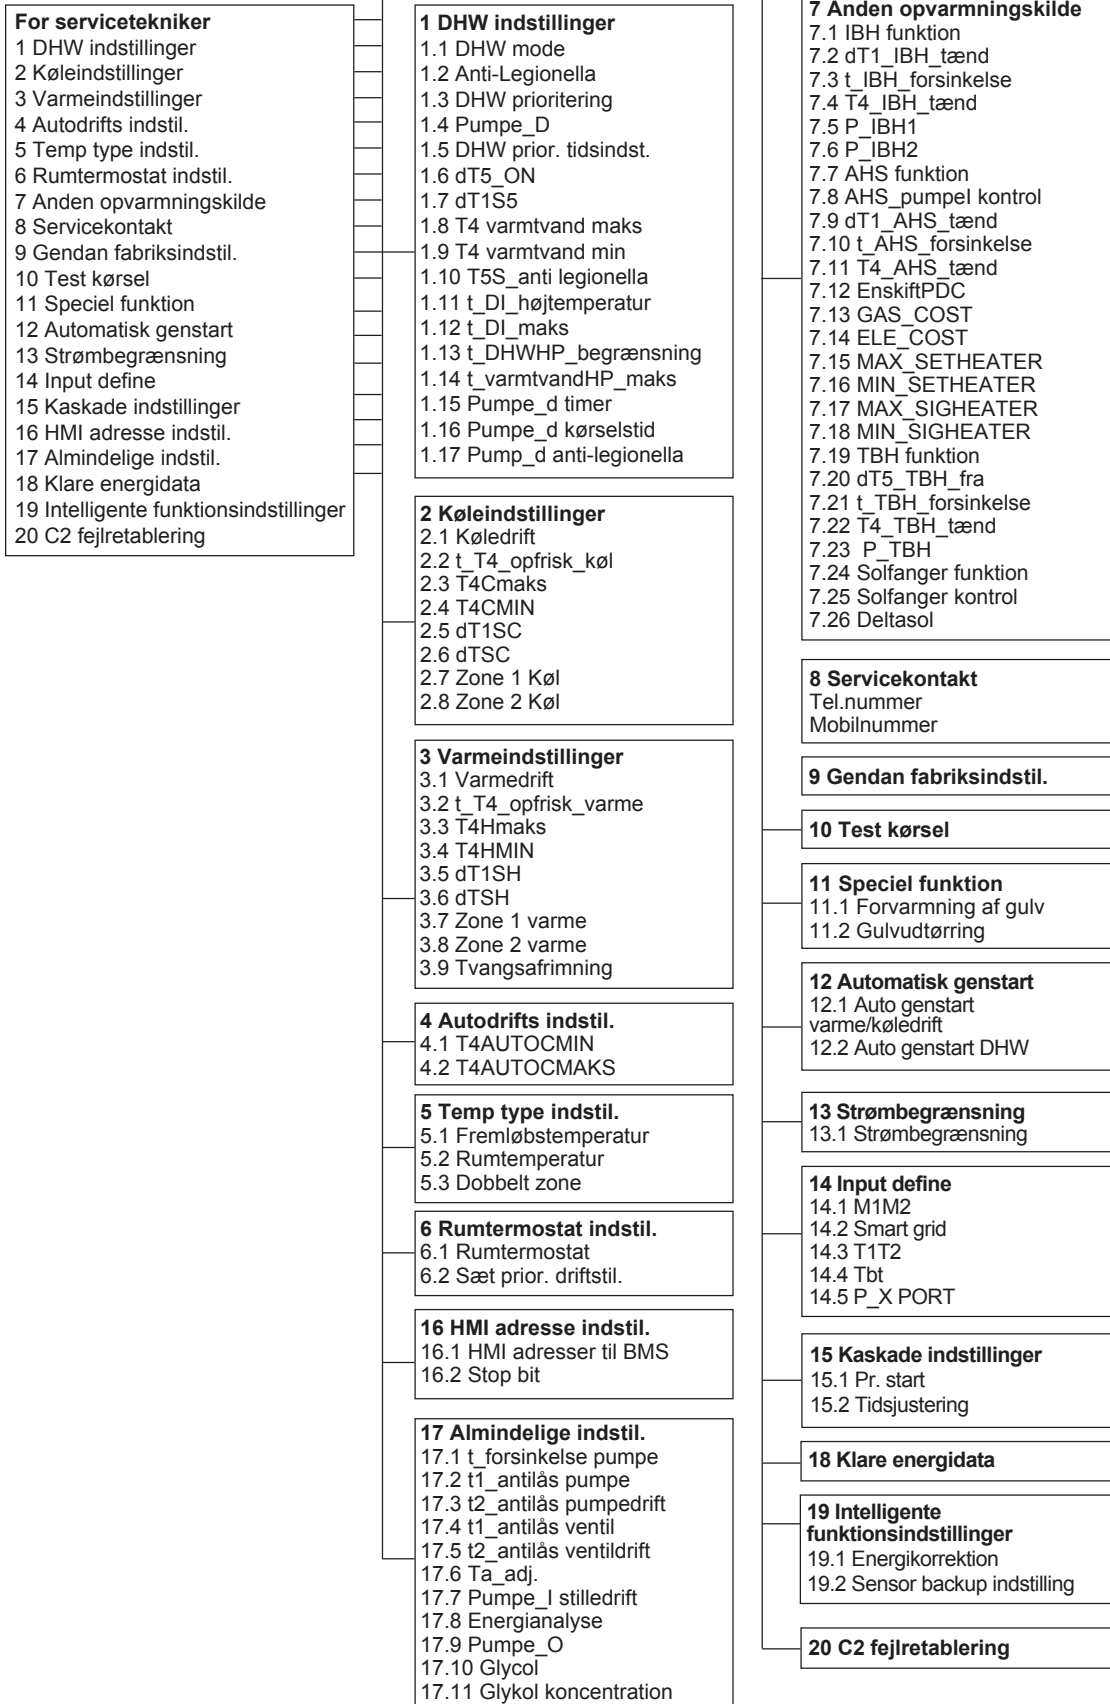 For servicetekniker
1 DHW indstillinger
2 Køleindstillinger
3 Varmeindstillinger
4 Autodrifts indstil.
5 Temp type indstil.
6 Rumtermostat indstil.
7 Anden opvarmningskilde
8 Servicekontakt
9 Gendan fabriksindstil.
10 Test kørsel
11 Speciel funktion
12 Automatisk genstart
13 Strømbegrænsning
14 Input define
15 Kaskade indstillinger
16 HMI adresse indstil.
17 Almindelige indstil.
18 Klare energidata
19 Intelligente funktionsindstillinger
20 C2 fejlretablering
1 DHW indstillinger
1.1 DHW mode
1.2 Anti-Legionella
1.3 DHW prioritering
1.4 Pumpe_D
1.5 DHW prior. tidsindst.
1.6 dT5_ON
1.7 dT1S5
1.8 T4 varmtvand maks
1.9 T4 varmtvand min
1.10 T5S_anti legionella
1.11 t_DI_højtemperatur
1.12 t_DI_maks
1.13 t_DHWHP_begrænsning
1.14 t_varmtvandHP_maks
1.15 Pumpe_d timer
1.16 Pumpe_d kørselstid
1.17 Pump_d anti-legionella
2 Køleindstillinger
2.1 Køledrift
2.2 t_T4_opfrisk_køl
2.3 T4Cmaks
2.4 T4CMIN
2.5 dT1SC
2.6 dTSC
2.7 Zone 1 Køl
2.8 Zone 2 Køl
3 Varmeindstillinger
3.1 Varmedrift
3.2 t_T4_opfrisk_varme
3.3 T4Hmaks
3.4 T4HMIN
3.5 dT1SH
3.6 dTSH
3.7 Zone 1 varme
3.8 Zone 2 varme
3.9 Tvangsafrimning
4 Autodrifts indstil.
4.1 T4AUTOCMIN
4.2 T4AUTOCMAKS
5 Temp type indstil.
5.1 Fremløbstemperatur
5.2 Rumtemperatur
5.3 Dobbelt zone
6 Rumtermostat indstil.
6.1 Rumtermostat
6.2 Sæt prior. driftstil.
16 HMI adresse indstil.
16.1 HMI adresser til BMS
16.2 Stop bit
17 Almindelige indstil.
17.1 t_forsinkelse pumpe
17.2 t1_antilås pumpe
17.3 t2_antilås pumpedrift
17.4 t1_antilås ventil
17.5 t2_antilås ventildrift
17.6 Ta_adj.
17.7 Pumpe_I stilledrift
17.8 Energianalyse
17.9 Pumpe_O
17.10 Glycol
17.11 Glykol koncentration
7 Anden opvarmningskilde
7.1 IBH funktion
7.2 dT1_IBH_tænd
7.3 t_IBH_forsinkelse
7.4 T4_IBH_tænd
7.5 P_IBH1
7.6 P_IBH2
7.7 AHS funktion
7.8 AHS_pumpeI kontrol
7.9 dT1_AHS_tænd
7.10 t_AHS_forsinkelse
7.11 T4_AHS_tænd
7.12 EnskiftPDC
7.13 GAS_COST
7.14 ELE_COST
7.15 MAX_SETHEATER
7.16 MIN_SETHEATER
7.17 MAX_SIGHEATER
7.18 MIN_SIGHEATER
7.19 TBH funktion
7.20 dT5_TBH_fra
7.21 t_TBH_forsinkelse
7.22 T4_TBH_tænd
7.23 P_TBH
7.24 Solfanger funktion
7.25 Solfanger kontrol
7.26 Deltasol
8 Servicekontakt
Tel.nummer
Mobilnummer
9 Gendan fabriksindstil.
10 Test kørsel
11 Speciel funktion
11.1 Forvarmning af gulv
11.2 Gulvudtørring
12 Automatisk genstart
12.1 Auto genstart
varme/køledrift
12.2 Auto genstart DHW
13 Strømbegrænsning
13.1 Strømbegrænsning
14 Input define
14.1 M1M2
14.2 Smart grid
14.3 T1T2
14.4 Tbt
14.5 P_X PORT
15 Kaskade indstillinger
15.1 Pr. start
15.2 Tidsjustering
18 Klare energidata
19 Intelligente
funktionsindstillinger
19.1 Energikorrektion
19.2 Sensor backup indstilling
20 C2 fejlretablering